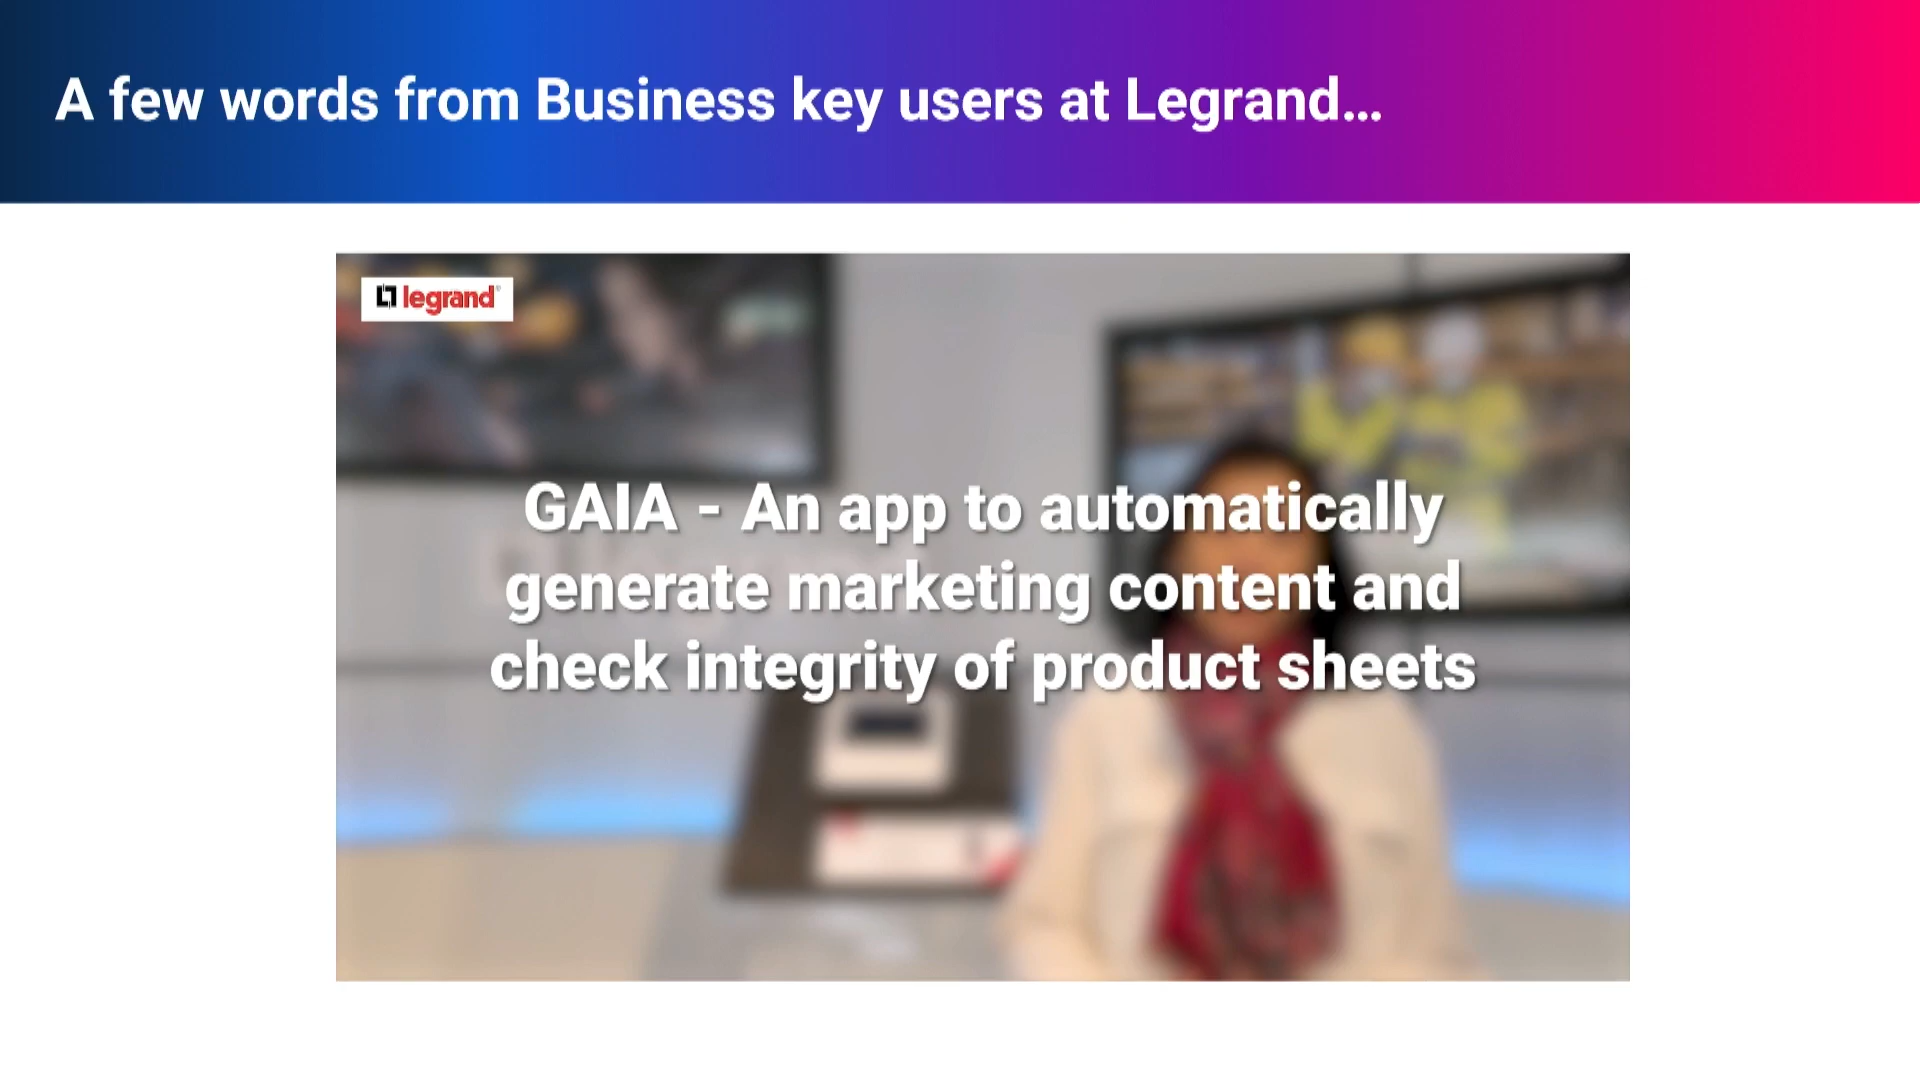 A few words from Business key users at Legrand…
legrand®
GAIA - An app to automatically
generate marketing content and
check integrity of product sheets